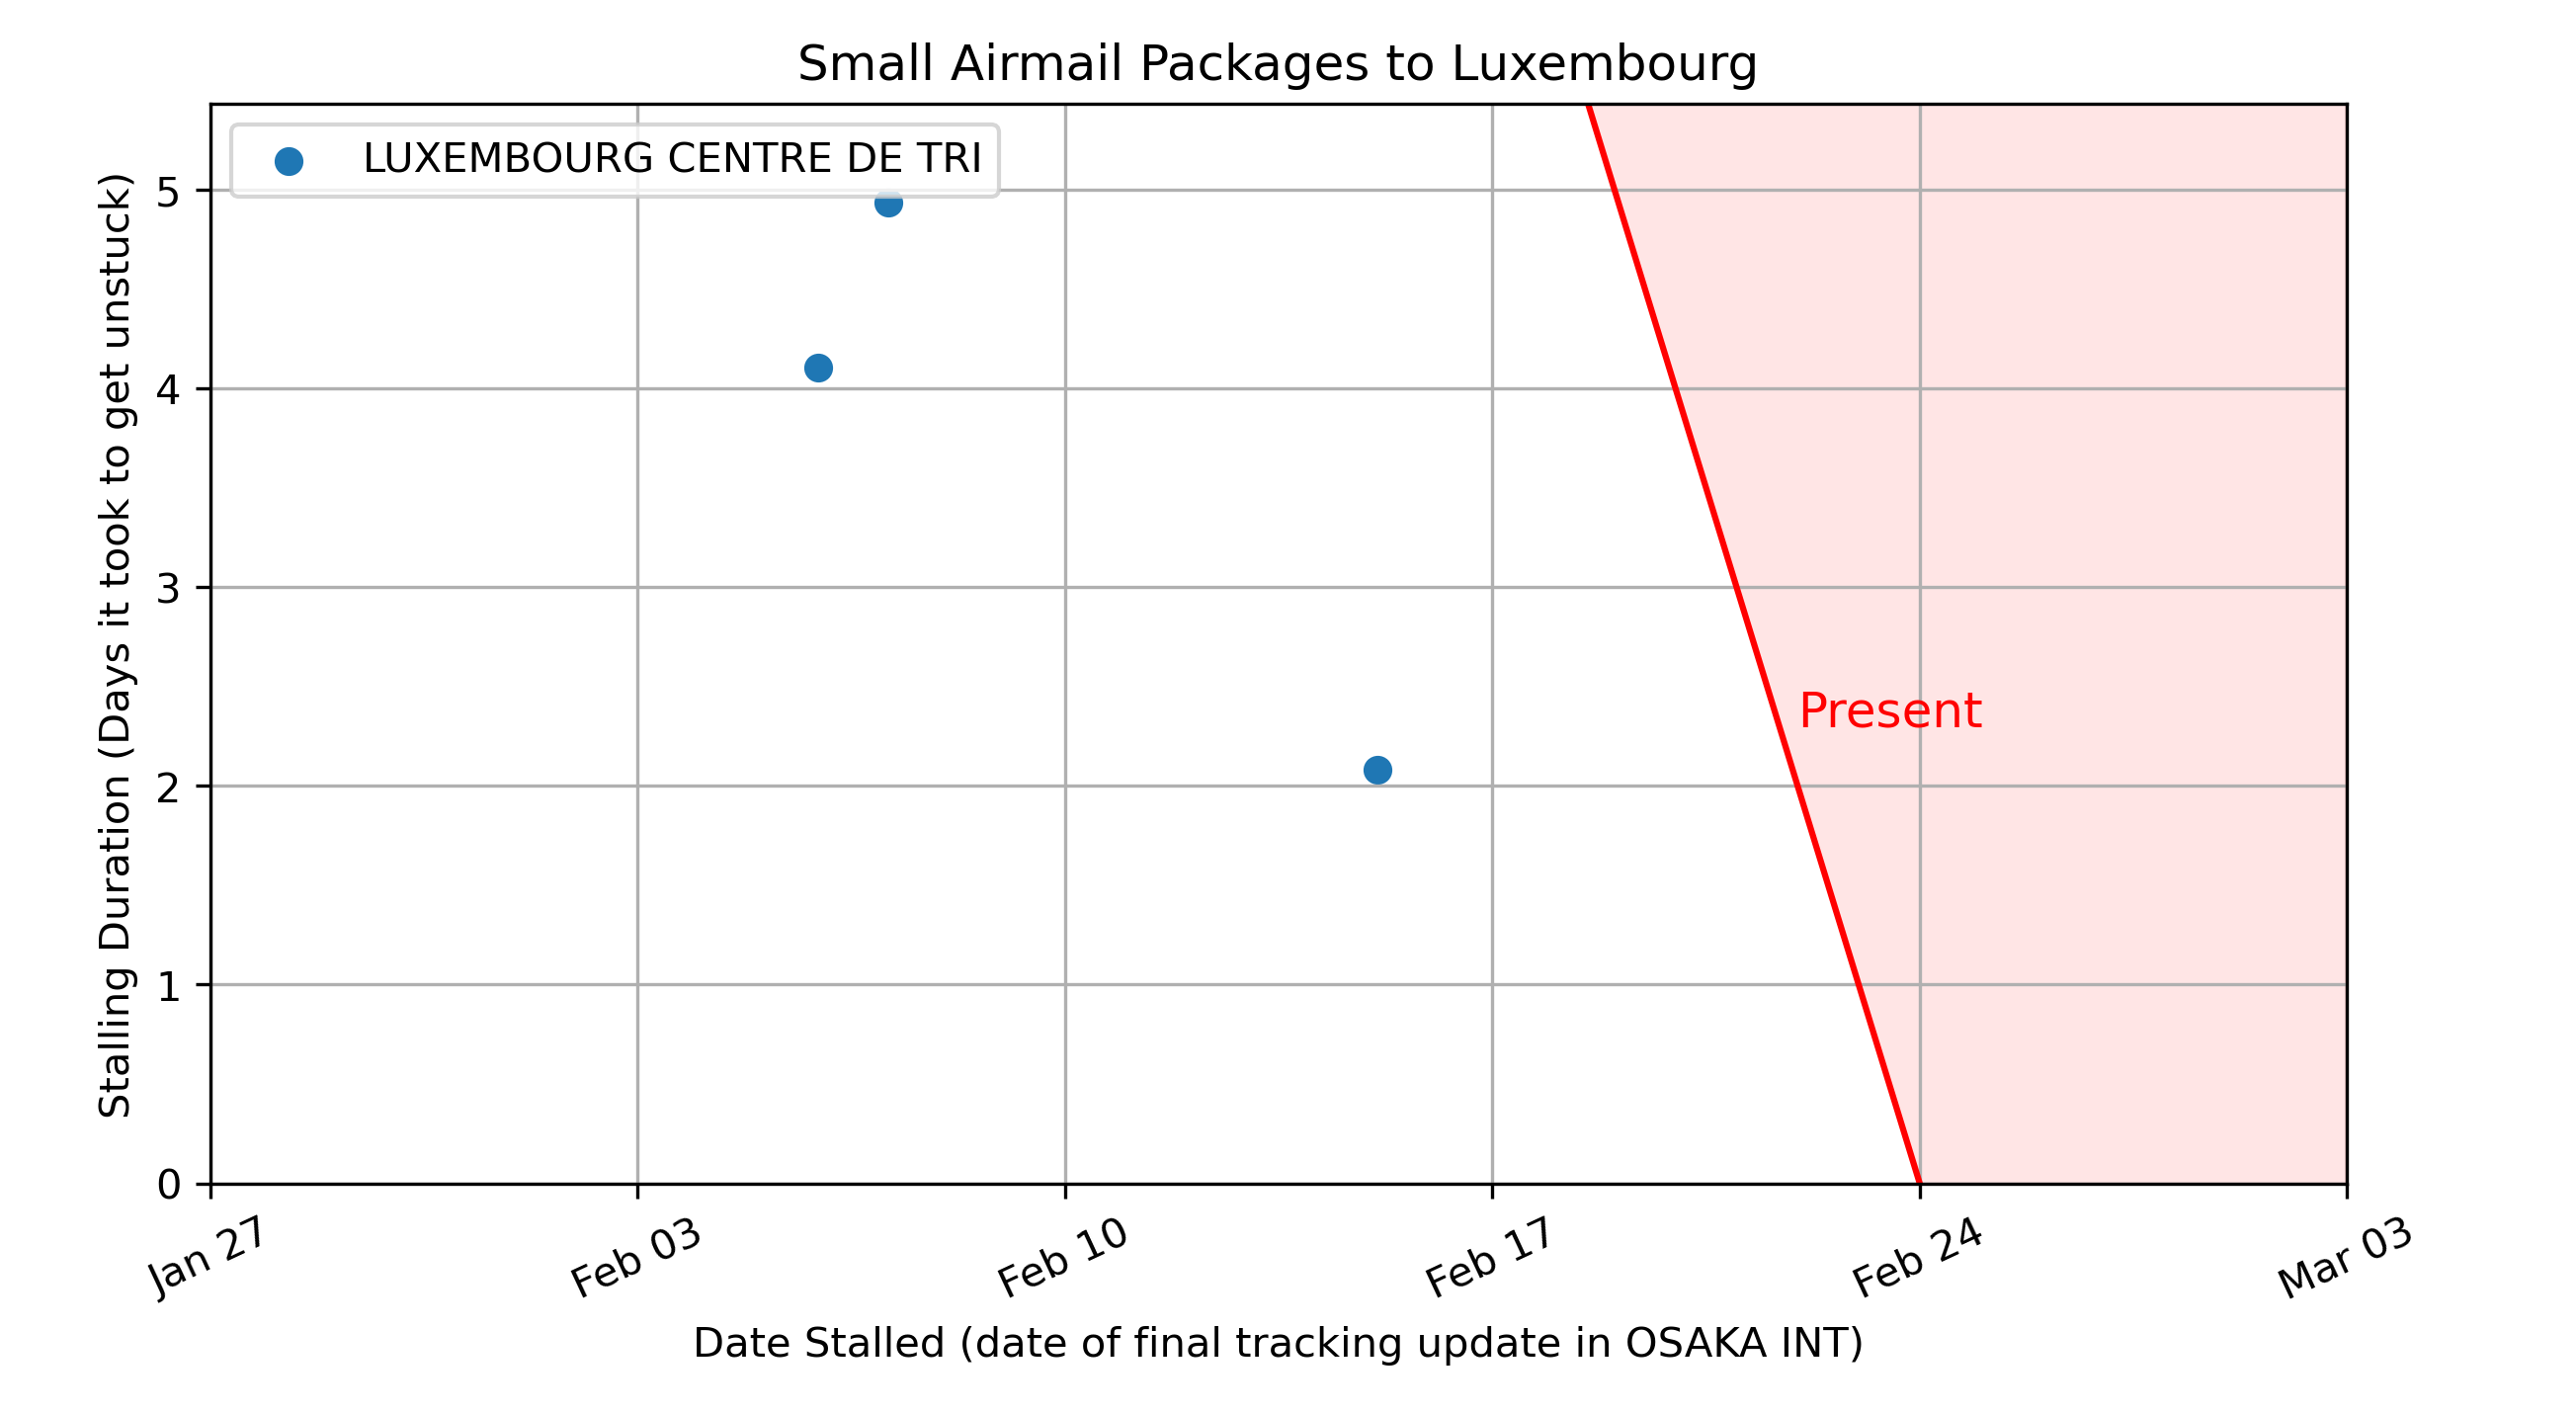 Small Airmail Packages to Luxembourg
LUXEMBOURG CENTRE DE TRI
Stalling Duration (Days it took to get unstuck)
5
4
3
2
1
0
Present
Jan 27
Feb 03
Feb 10
Feb 17
Feb 24
Mar 03
Date Stalled (date of final tracking update in OSAKA INT)